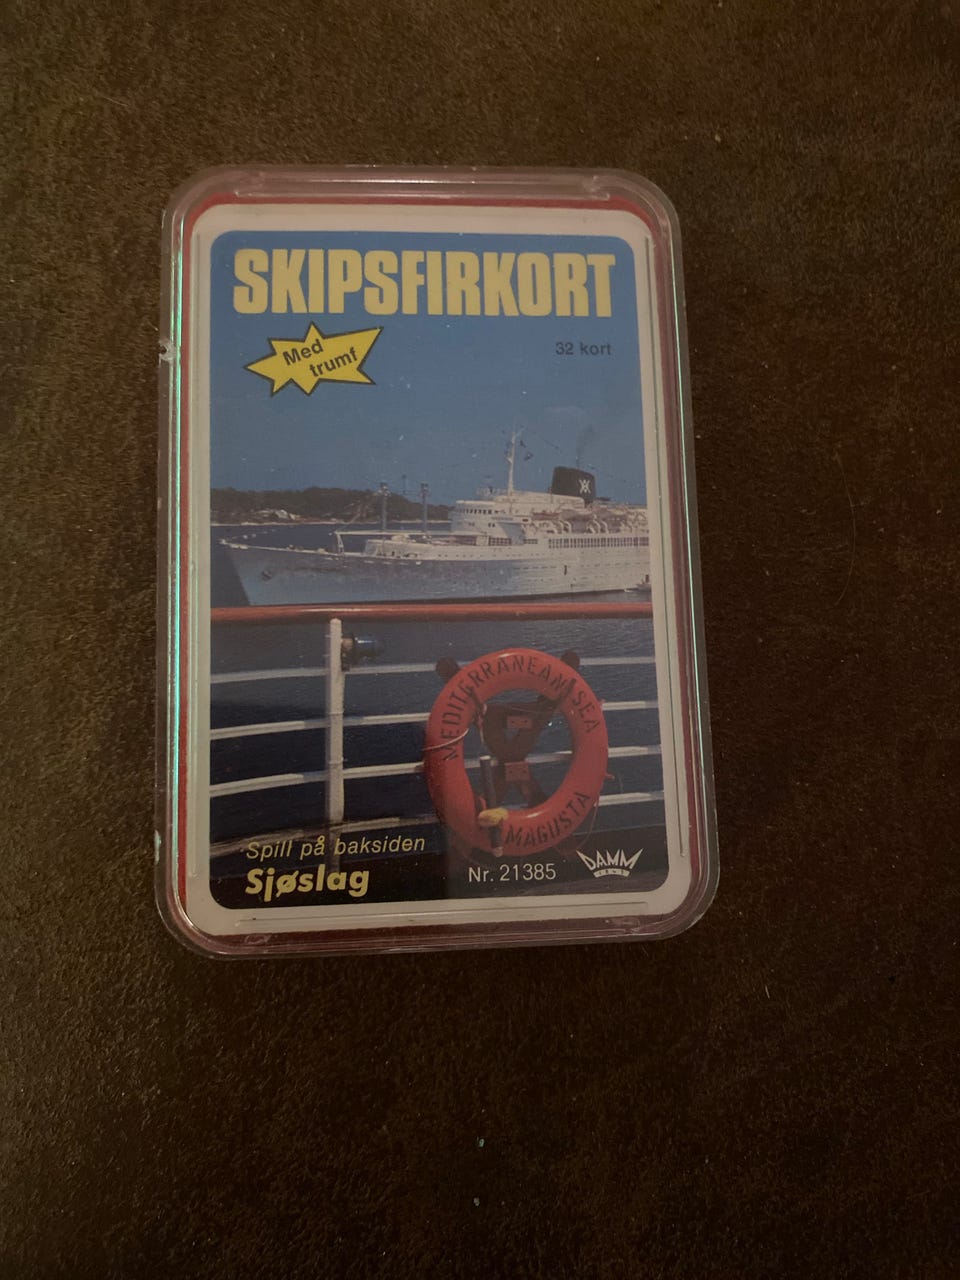 SKIPSFIRKORT
Med
trumf
32 kort
MEDITERRANEAN SEA
MAGUSTA
Spill på baksiden
Sjøslag
Nr. 21385
DAMM